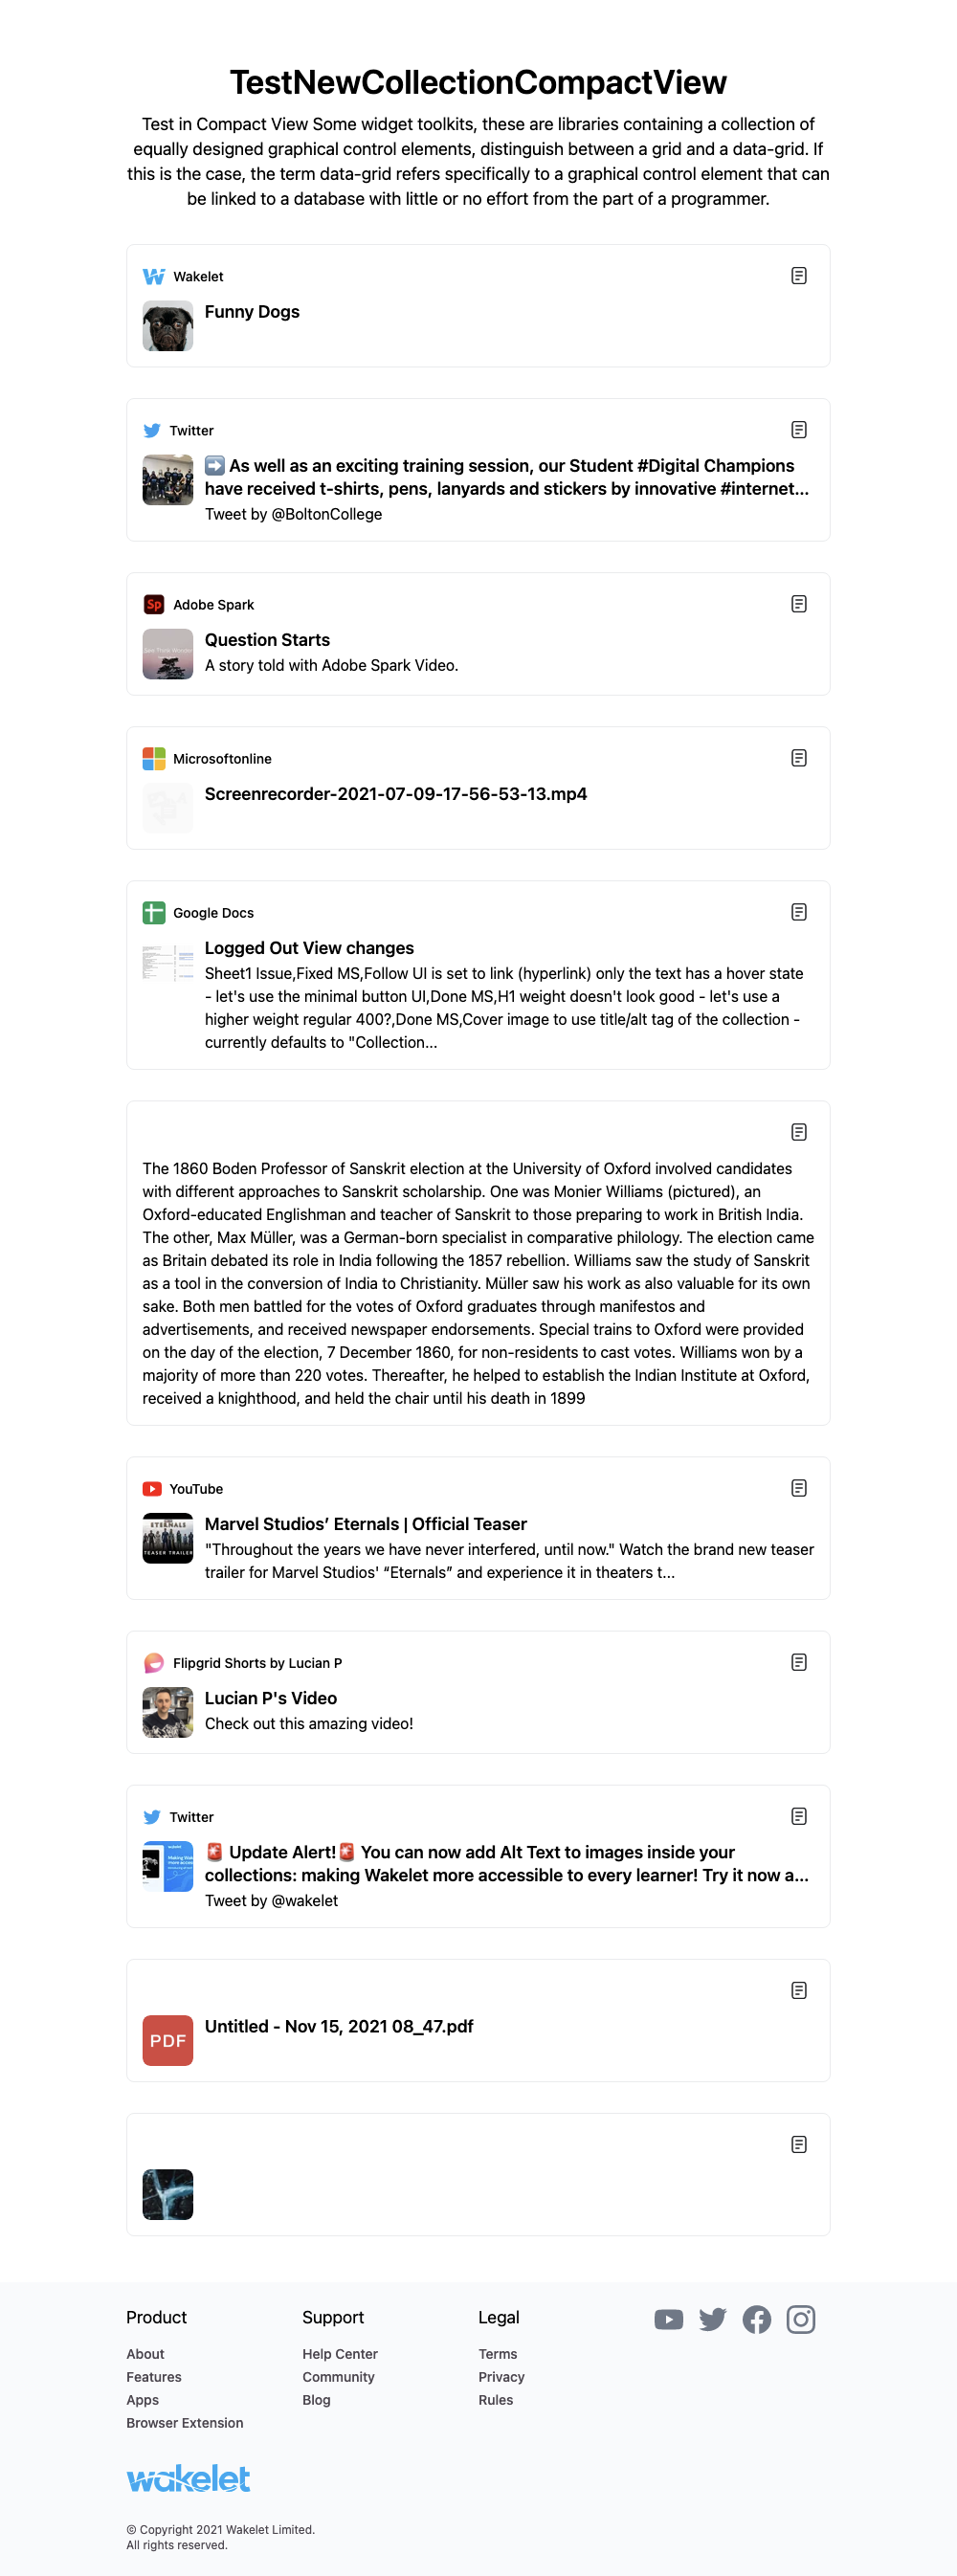 TestNewCollectionCompactView
Test in Compact View Some widget toolkits, these are libraries containing a collection of
equally designed graphical control elements, distinguish between a grid and a data-grid. If
this is the case, the term data-grid refers specifically to a graphical control element that can
be linked to a database with little or no effort from the part of a programmer.
Wakelet
Funny Dogs
Twitter
➡️ As well as an exciting training session, our Student #Digital Champions
have received t-shirts, pens, lanyards and stickers by innovative #internet...
Tweet by @BoltonCollege
Sp Adobe Spark
Question Starts
A story told with Adobe Spark Video.
Microsoftonline
Screenrecorder-2021-07-09-17-56-53-13.mp4
Google Docs
Logged Out View changes
Sheet1 Issue,Fixed MS,Follow UI is set to link (hyperlink) only the text has a hover state
- let's use the minimal button UI,Done MS,H1 weight doesn't look good - let's use a
higher weight regular 400?,Done MS,Cover image to use title/alt tag of the collection -
currently defaults to "Collection...
The 1860 Boden Professor of Sanskrit election at the University of Oxford involved candidates
with different approaches to Sanskrit scholarship. One was Monier Williams (pictured), an
Oxford-educated Englishman and teacher of Sanskrit to those preparing to work in British India.
The other, Max Müller, was a German-born specialist in comparative philology. The election came
as Britain debated its role in India following the 1857 rebellion. Williams saw the study of Sanskrit
as a tool in the conversion of India to Christianity. Müller saw his work as also valuable for its own
sake. Both men battled for the votes of Oxford graduates through manifestos and
advertisements, and received newspaper endorsements. Special trains to Oxford were provided
on the day of the election, 7 December 1860, for non-residents to cast votes. Williams won by a
majority of more than 220 votes. Thereafter, he helped to establish the Indian Institute at Oxford,
received a knighthood, and held the chair until his death in 1899
YouTube
ETERNALS
TEASER TRAILER
Marvel Studios’ Eternals | Official Teaser
"Throughout the years we have never interfered, until now." Watch the brand new teaser
trailer for Marvel Studios' “Eternals” and experience it in theaters t...
Flipgrid Shorts by Lucian P
Lucian P's Video
Check out this amazing video!
Twitter
🚨 Update Alert!🚨 You can now add Alt Text to images inside your
collections: making Wakelet more accessible to every learner! Try it now a...
Tweet by @wakelet
PDF
Untitled - Nov 15, 2021 08_47.pdf
Product
About
Features
Apps
Browser Extension
Support
Help Center
Community
Blog
Legal
Terms
Privacy
Rules
wakelet
© Copyright 2021 Wakelet Limited.
All rights reserved.